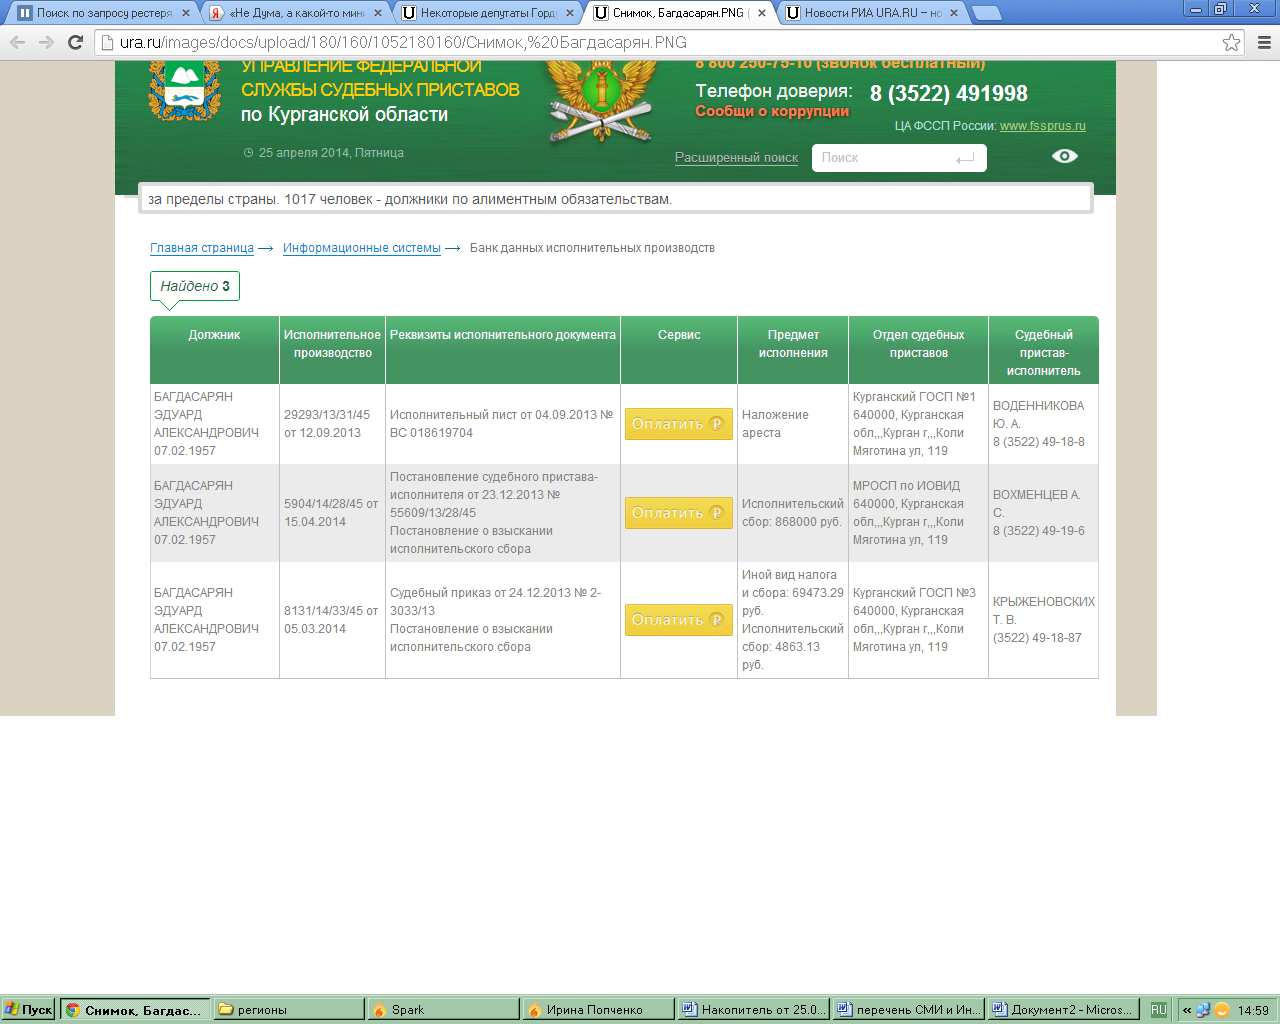 Поиск по запросу рестеря
«Не Дума, а какой-то мин
Некоторые депутаты Горд
Снимок, Багдасарян.PNG (
Новости РИА URA.RU – но
ura.ru/images/docs/upload/180/160/1052180160/Снимок,%20Багдасарян.PNG
УПРАВЛЕНИЕ ФЕДЕРАЛЬНОЙ
СЛУЖБЫ СУДЕБНЫХ ПРИСТАВОВ
по Курганской области
25 апреля 2014, Пятница
8 800 250-75-10 (звонок бесплатный)
Телефон доверия: 8 (3522) 491998
Сообщи о коррупции
ЦА ФССП России: www.fssprus.ru
Расширенный поиск
Поиск
за пределы страны. 1017 человек - должники по алиментным обязательствам.
Главная страница → Информационные системы → Банк данных исполнительных производств
Найдено 3
Должник
Исполнительное
производство
Реквизиты исполнительного документа
Сервис
Предмет
исполнения
Отдел судебных
приставов
Судебный
пристав-
исполнитель
БАГДАСАРЯН
ЭДУАРД
АЛЕКСАНДРОВИЧ
07.02.1957
29293/13/31/45
от 12.09.2013
Исполнительный лист от 04.09.2013 №
ВС 018619704
Оплатить
Наложение
ареста
Курганский ГОСП №1
640000, Курганская
обл,,,Курган г,,,Коли
Мяготина ул, 119
ВОДЕННИКОВА
Ю. А.
8 (3522) 49-18-8
БАГДАСАРЯН
ЭДУАРД
АЛЕКСАНДРОВИЧ
07.02.1957
5904/14/28/45 от
15.04.2014
Постановление судебного пристава-
исполнителя от 23.12.2013 №
55609/13/28/45
Постановление о взыскании
исполнительского сбора
Оплатить
Исполнительский
сбор: 868000 руб.
МРОСП по ИОВИД
640000, Курганская
обл,,,Курган г,,,Коли
Мяготина ул, 119
ВОХМЕНЦЕВ А.
С.
8 (3522) 49-19-6
БАГДАСАРЯН
ЭДУАРД
АЛЕКСАНДРОВИЧ
07.02.1957
8131/14/33/45 от
05.03.2014
Судебный приказ от 24.12.2013 № 2-
3033/13
Постановление о взыскании
исполнительского сбора
Оплатить
Иной вид налога
и сбора: 69473.29
руб.
Исполнительский
сбор: 4863.13
руб.
Курганский ГОСП №3
640000, Курганская
обл,,,Курган г,,,Коли
Мяготина ул, 119
КРЫЖЕНОВСКИХ
Т. В.
(3522) 49-18-87
Пуск
Снимок, Багдас...
регионы
Spark
Ирина Попченко
Накопитель от 25.0...
перечень СМИ и Ин...
Документ2 - Micros...
RU
«
14:59